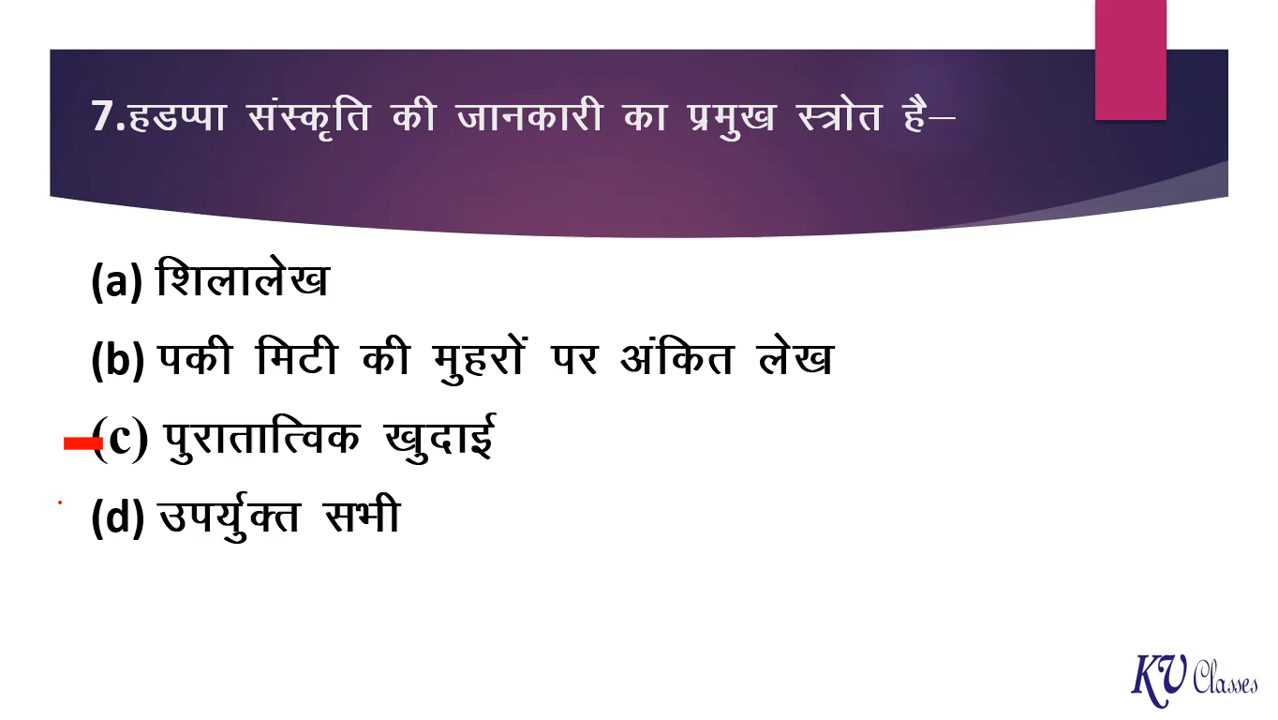 7.हडप्पा संस्कृति की जानकारी का प्रमुख स्त्रोत है–
(a) शिलालेख
(b) पकी मिटी की मुहरों पर अंकित लेख
(c) पुरातात्विक खुदाई
(d) उपर्युक्त सभी
KV Classes